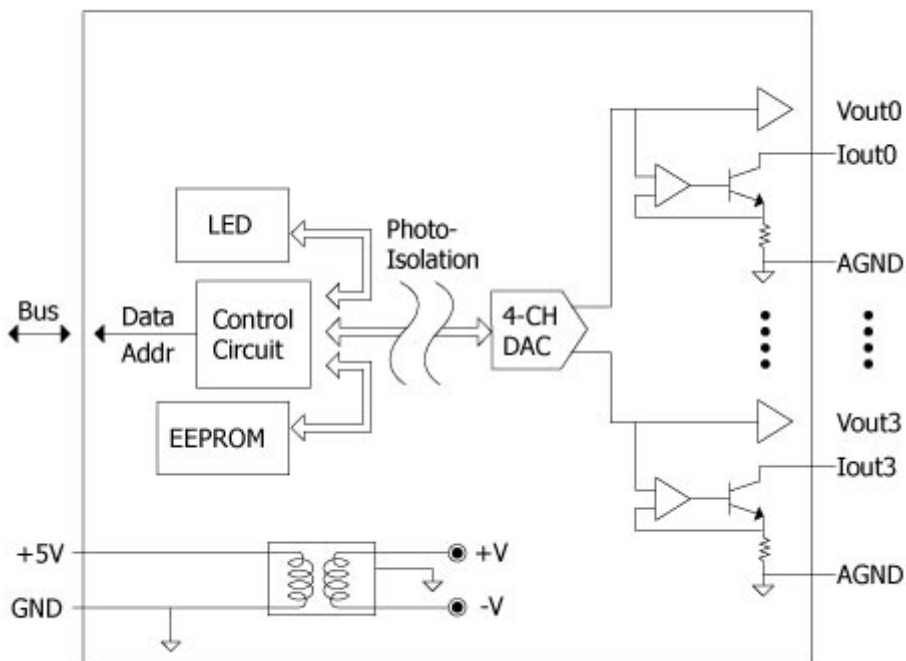 Vout0
Iout0
LED
Photo-
Isolation
AGND
Bus
Data
Addr
Control
Circuit
4-CH
DAC
EEPROM
Vout3
Iout3
+5V
+V
AGND
GND
-V